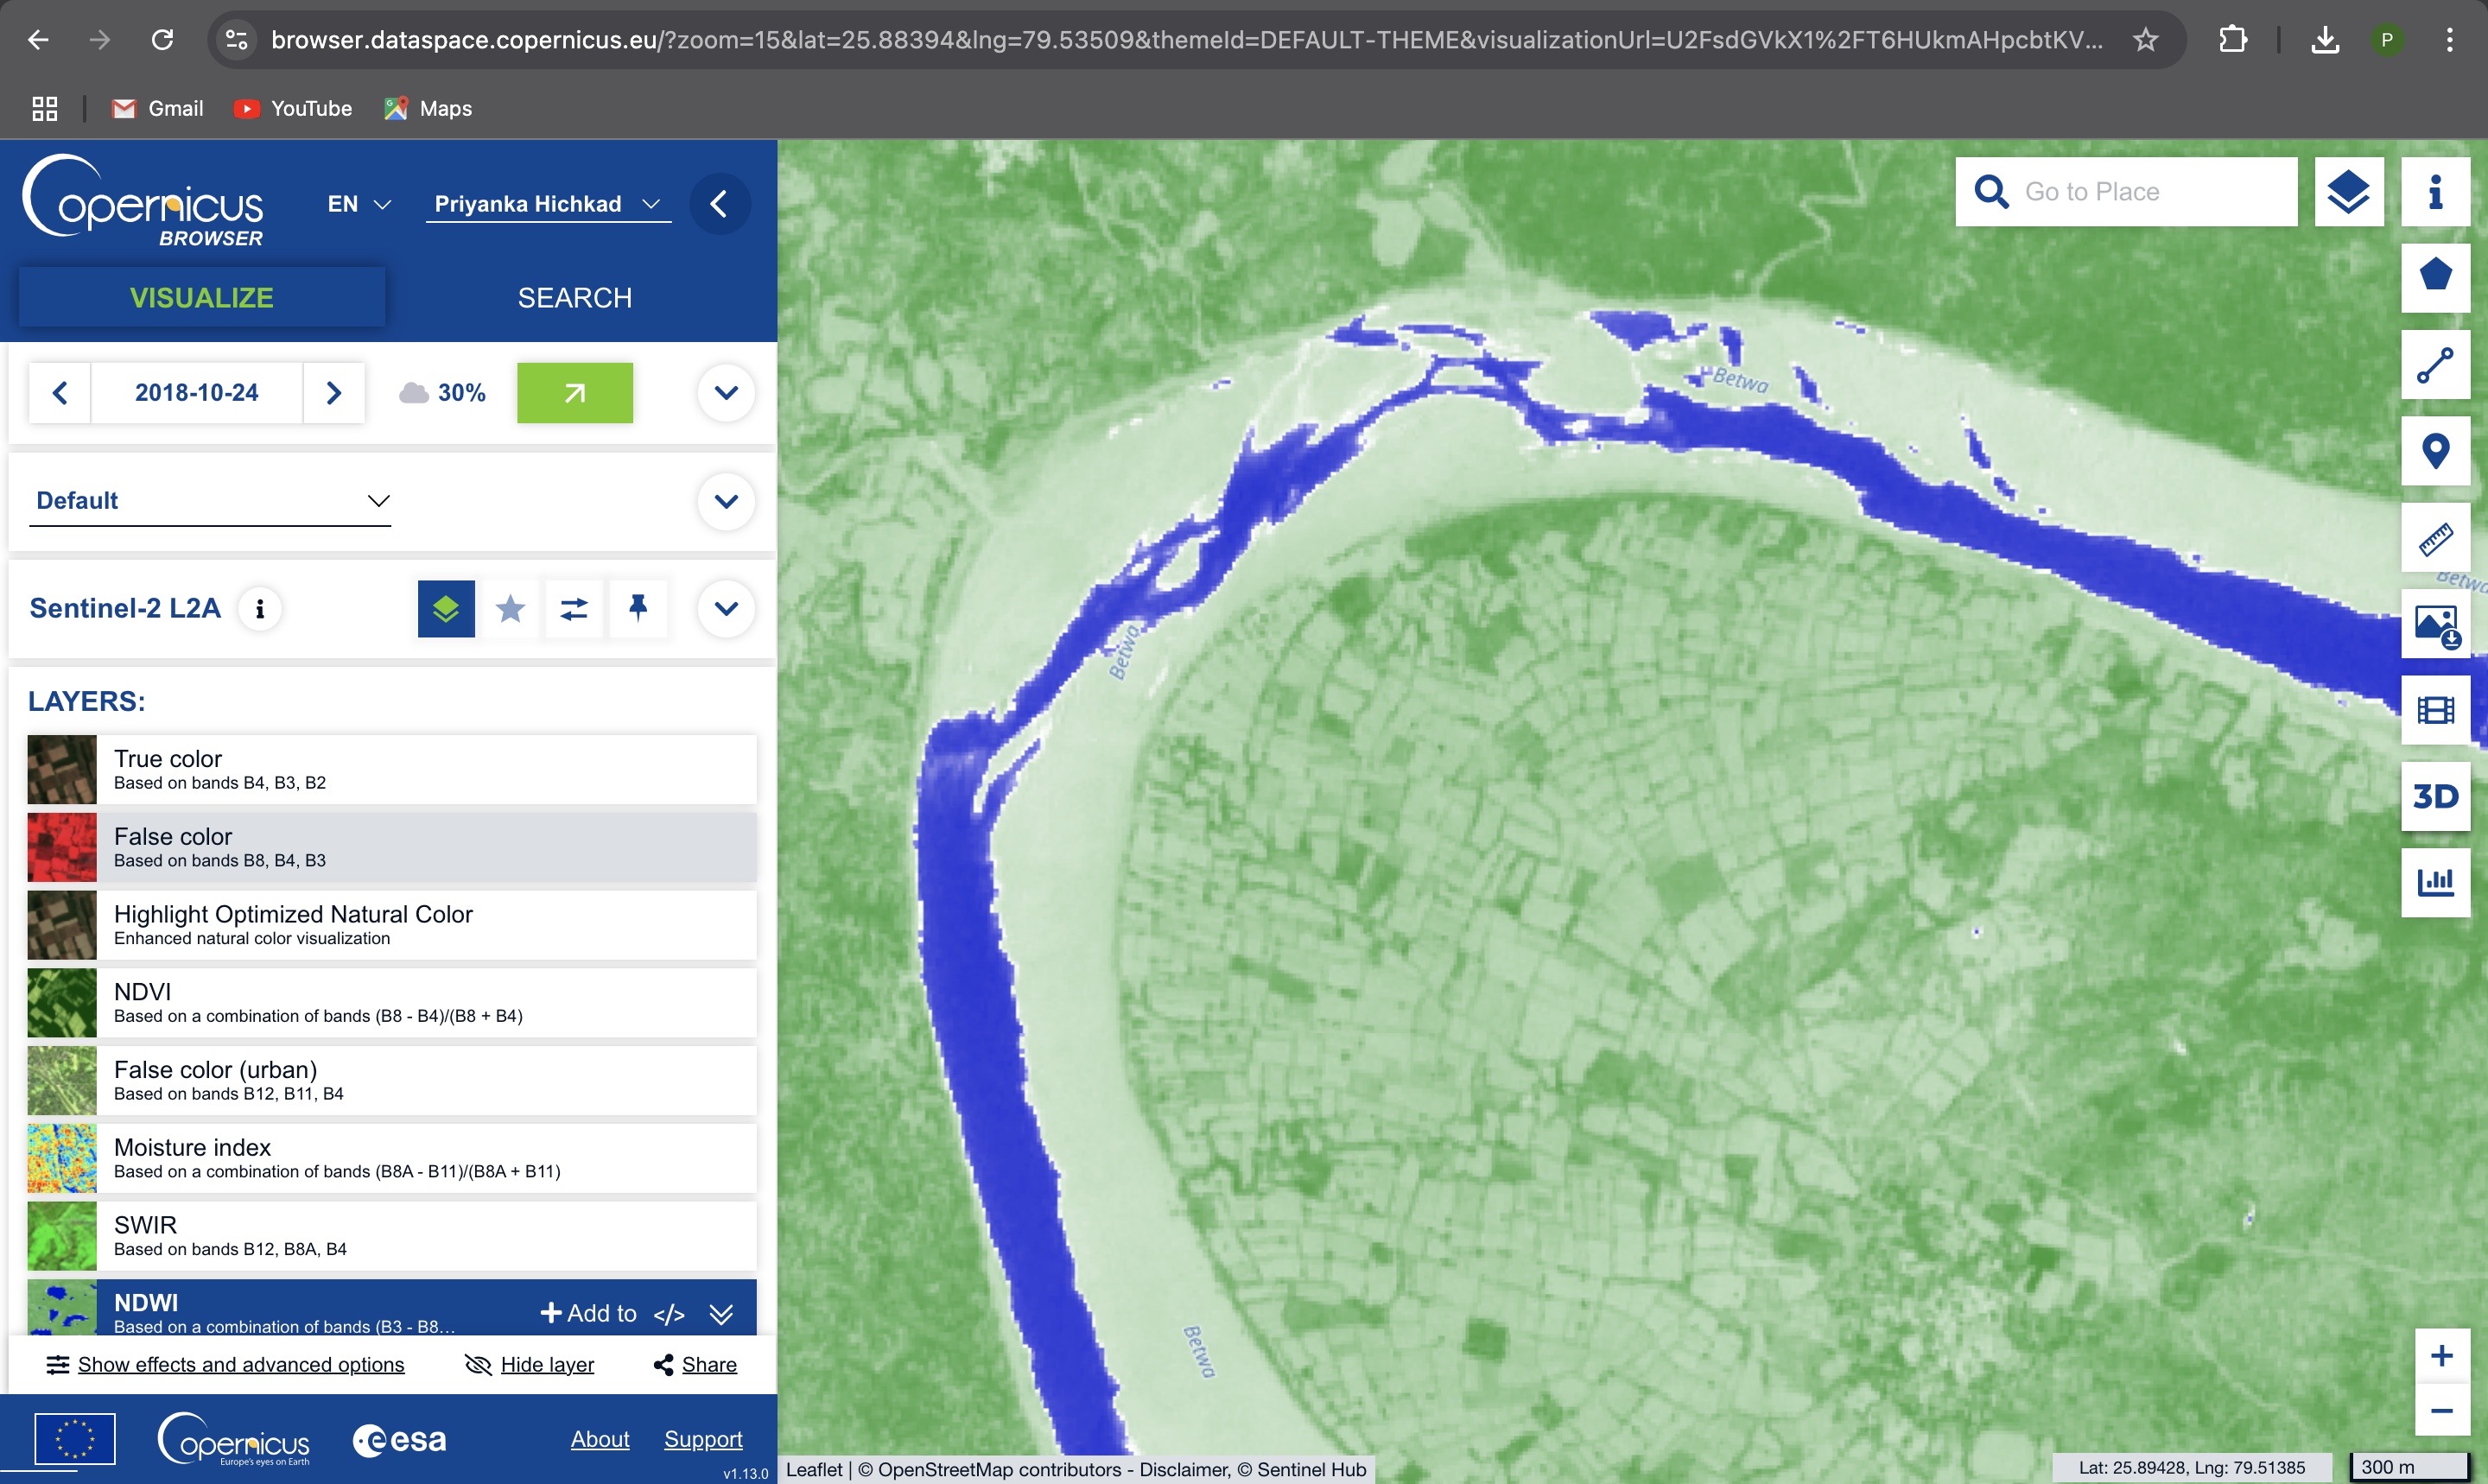 browser.dataspace.copernicus.eu/?zoom=15&lat=25.88394&lng=79.53509&themeId=DEFAULT-THEME&visualizationUrl=U2FsdGVkX1%2FT6HUkmAHpcbtKV...
P
Gmail
YouTube
Maps
Copernicus
BROWSER
EN
Priyanka Hichkad
VISUALIZE
SEARCH
2018-10-24
30%
Default
Sentinel-2 L2A
LAYERS:
True color
Based on bands B4, B3, B2
False color
Based on bands B8, B4, B3
Highlight Optimized Natural Color
Enhanced natural color visualization
NDVI
Based on a combination of bands (B8 - B4)/(B8 + B4)
False color (urban)
Based on bands B12, B11, B4
Moisture index
Based on a combination of bands (B8A - B11)/(B8A + B11)
SWIR
Based on bands B12, B8A, B4
NDWI
Based on a combination of bands (B3 - B8...
Add to </>
Show effects and advanced options
Hide layer
Share
Copernicus
Europe's eyes on Earth
esa
About
Support
v1.13.0
Go to Place
Betwa
Betwa
Betwa
Betwa
3D
Leaflet | © OpenStreetMap contributors - Disclaimer, © Sentinel Hub
Lat: 25.89428, Lng: 79.51385
300 m